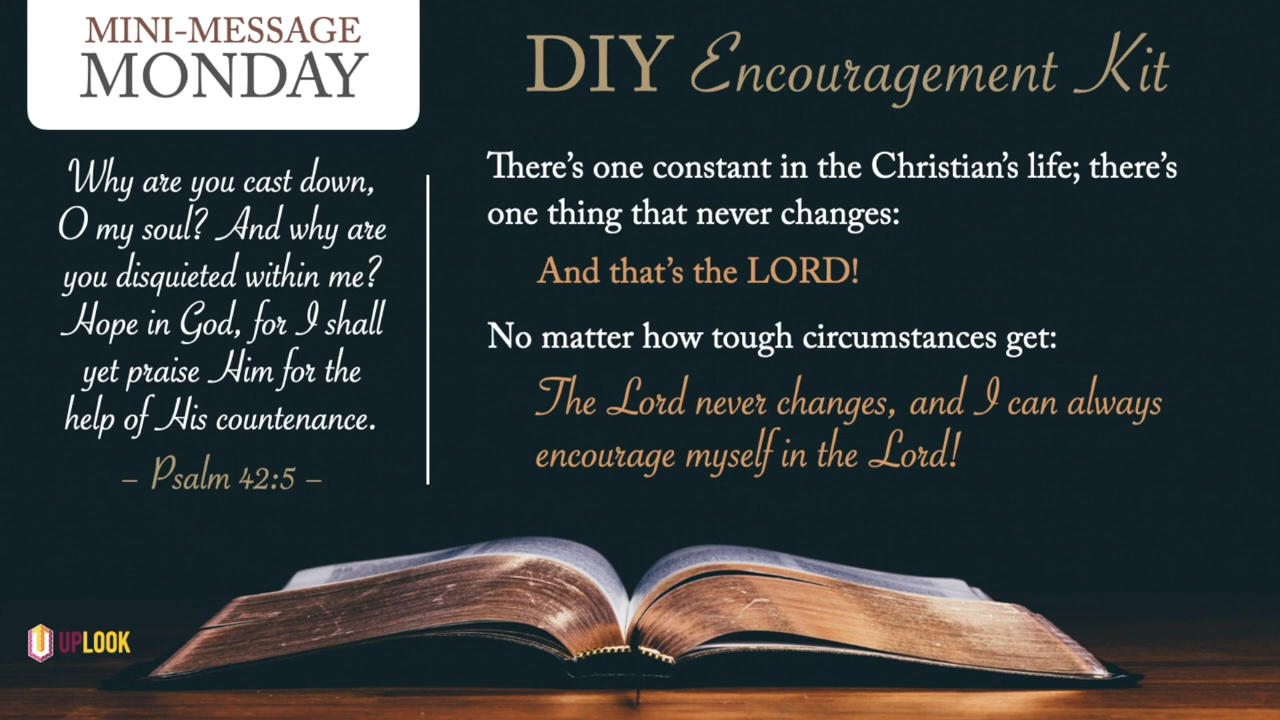 MINI-MESSAGE
MONDAY
DIY Encouragement Kit
Why are you cast down,
O my soul? And why are
you disquieted within me?
Hope in God, for I shall
yet praise Him for the
help of His countenance.
– Psalm 42:5 –
There's one constant in the Christian's life; there's
one thing that never changes:
And that's the LORD!
No matter how tough circumstances get:
The Lord never changes, and I can always
encourage myself in the Lord!
UPLOOK